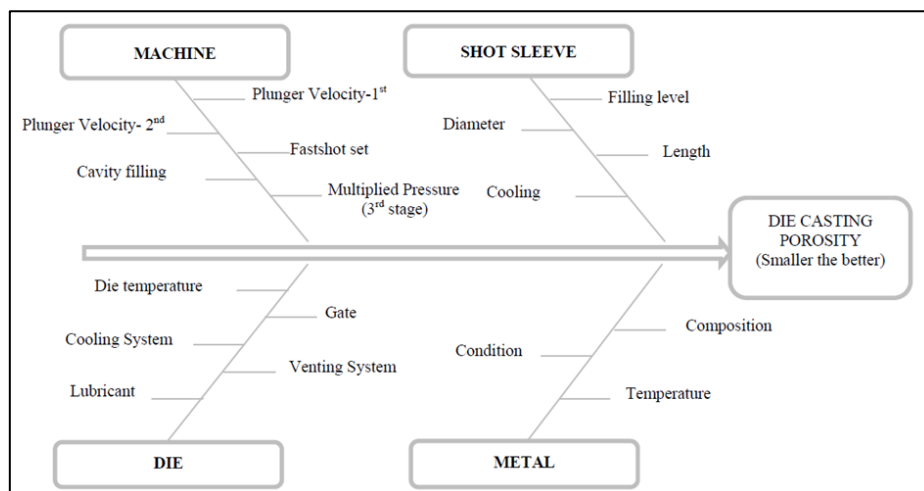 MACHINE
SHOT SLEEVE
Plunger Velocity-1st
Filling level
Plunger Velocity- 2nd
Diameter
Fastshot set
Length
Cavity filling
Multiplied Pressure
(3rd stage)
Cooling
DIE CASTING
POROSITY
(Smaller the better)
Die temperature
Gate
Composition
Cooling System
Condition
Venting System
Lubricant
Temperature
DIE
METAL